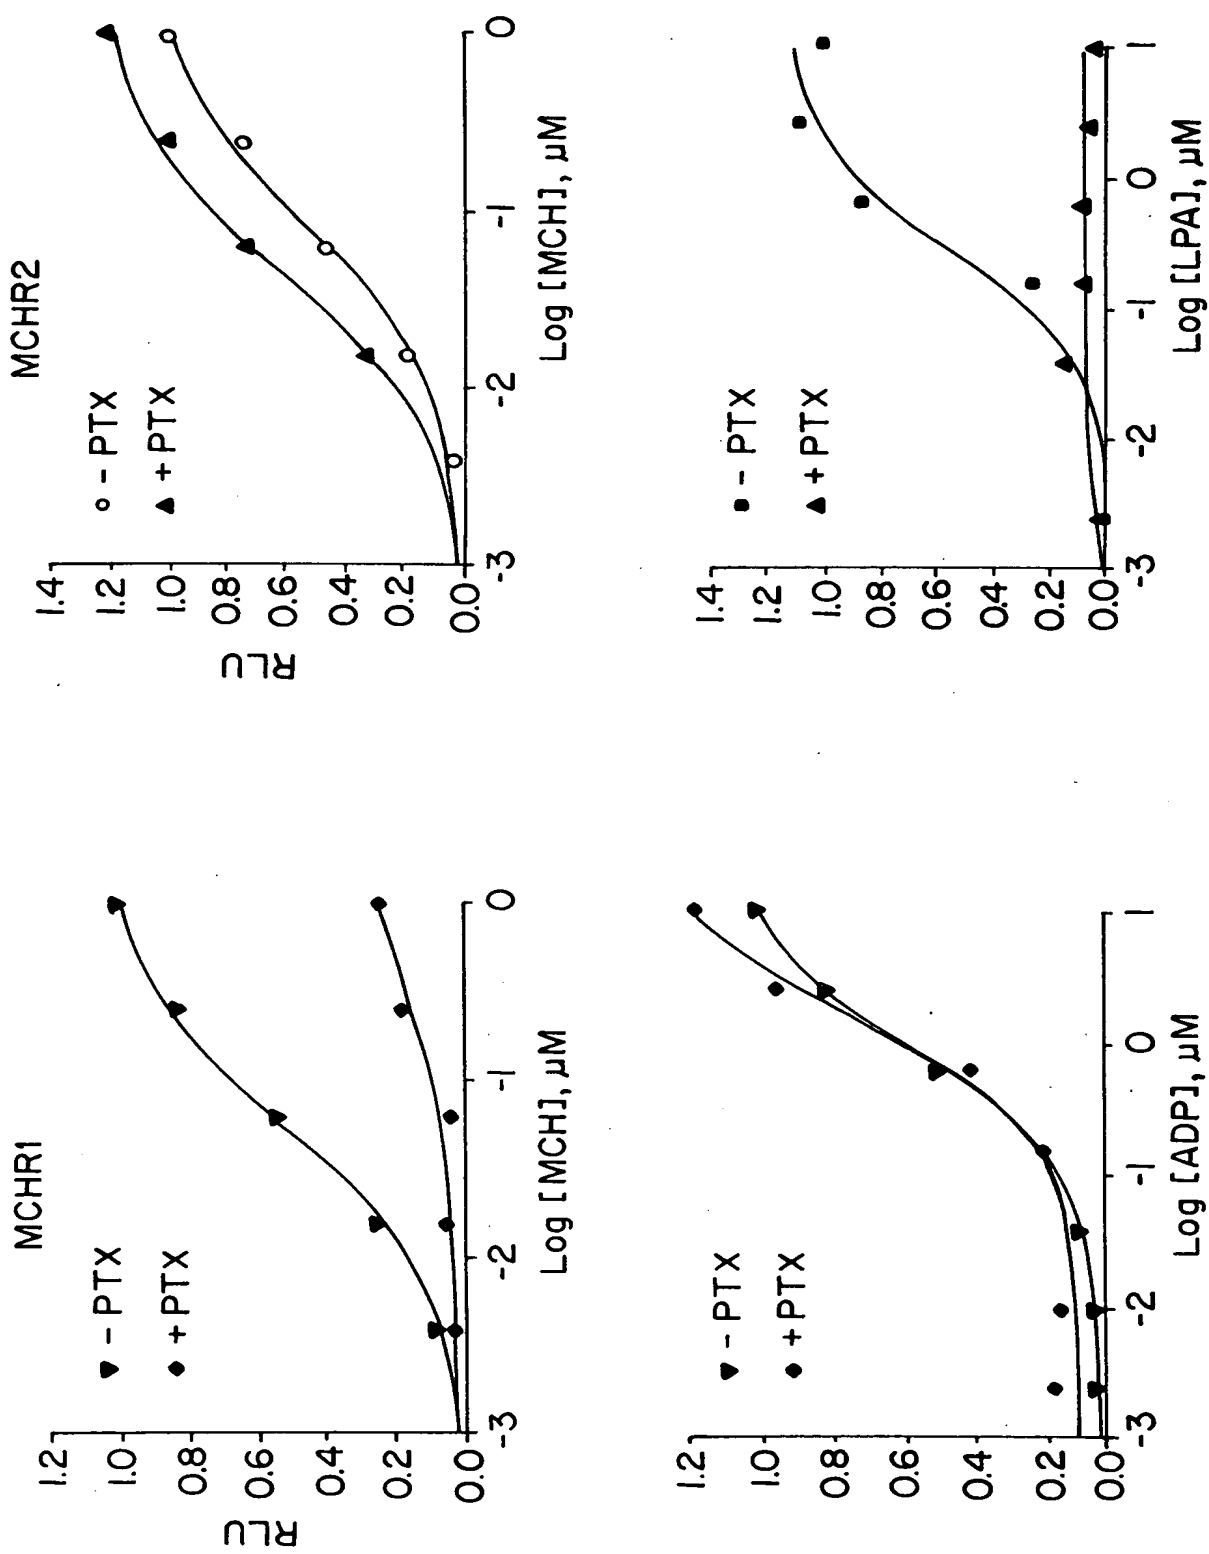 MCHR1
RLU
1.2
1.0
0.8
0.6
0.4
0.2
0.0
- PTX
+ PTX
-3 -2 -1 0
Log [MCH], μM
MCHR2
RLU
1.4
1.2
1.0
0.8
0.6
0.4
0.2
0.0
- PTX
+ PTX
-3 -2 -1 0
Log [MCH], μM
1.2
1.0
0.8
0.6
0.4
0.2
0.0
- PTX
+ PTX
-3 -2 -1 0 1
Log [ADP], μM
1.4
1.2
1.0
0.8
0.6
0.4
0.2
0.0
- PTX
+ PTX
-3 -2 -1 0 1
Log [LPA], μM